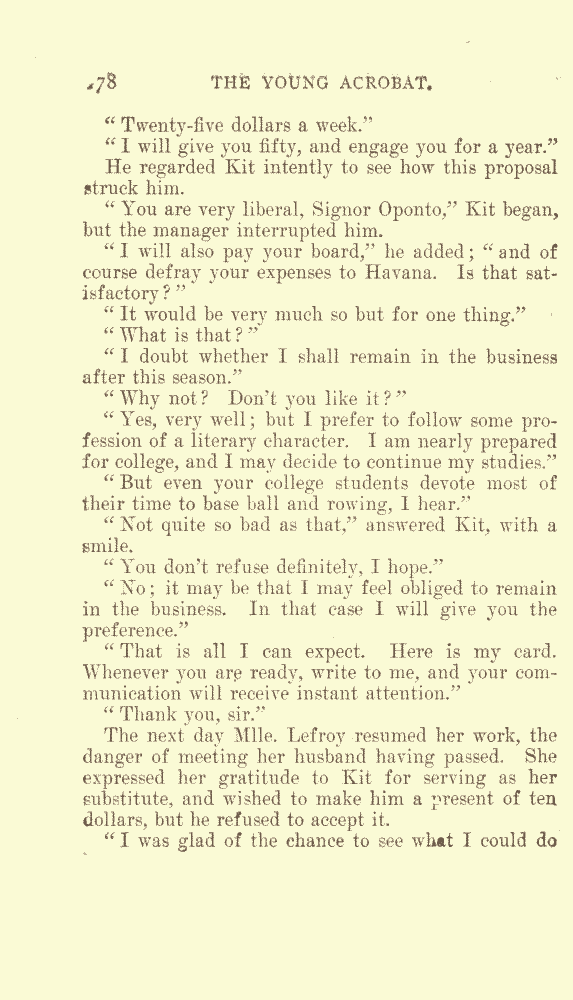 178 THE YOUNG ACROBAT.
“Twenty-five dollars a week.”
“I will give you fifty, and engage you for a year.”
He regarded Kit intently to see how this proposal
struck him.
“You are very liberal, Signor Oponto,” Kit began,
but the manager interrupted him.
“I will also pay your board,” he added; “and of
course defray your expenses to Havana. Is that sat-
isfactory?”
“It would be very much so but for one thing.”
“What is that?”
“I doubt whether I shall remain in the business
after this season.”
“Why not? Don’t you like it?”
“Yes, very well; but I prefer to follow some pro-
fession of a literary character. I am nearly prepared
for college, and I may decide to continue my studies.”
“But even your college students devote most of
their time to base ball and rowing, I hear.”
“Not quite so bad as that,” answered Kit, with a
smile.
“You don’t refuse definitely, I hope.”
“No; it may be that I may feel obliged to remain
in the business. In that case I will give you the
preference.”
“That is all I can expect. Here is my card.
Whenever you are ready, write to me, and your com-
munication will receive instant attention.”
“Thank you, sir.”
The next day Mlle. Lefroy resumed her work, the
danger of meeting her husband having passed. She
expressed her gratitude to Kit for serving as her
substitute, and wished to make him a present of ten
dollars, but he refused to accept it.
“I was glad of the chance to see what I could do